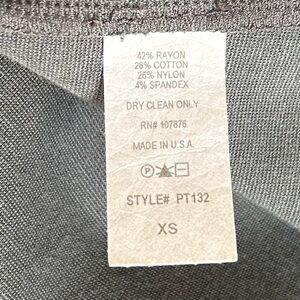 42% RAYON
28% COTTON
26% NYLON
4% SPANDEX
DRY CLEAN ONLY
RN# 107876
MADE IN U.S.A.
P
STYLE# PT132
XS